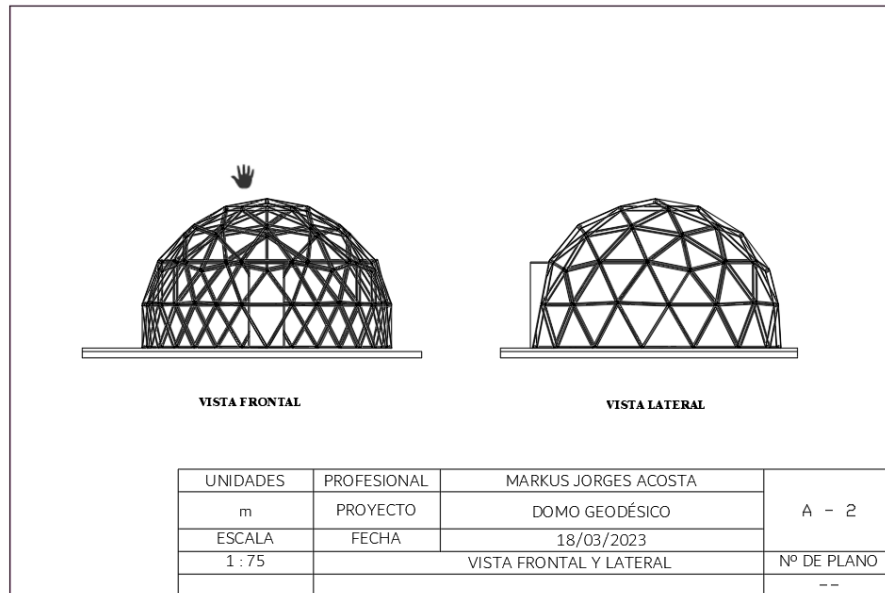 VISTA FRONTAL
VISTA LATERAL
UNIDADES PROFESIONAL MARKUS JORGES ACOSTA
m PROYECTO DOMO GEODÉSICO A - 2
ESCALA FECHA 18/03/2023
1 : 75 VISTA FRONTAL Y LATERAL Nº DE PLANO
--